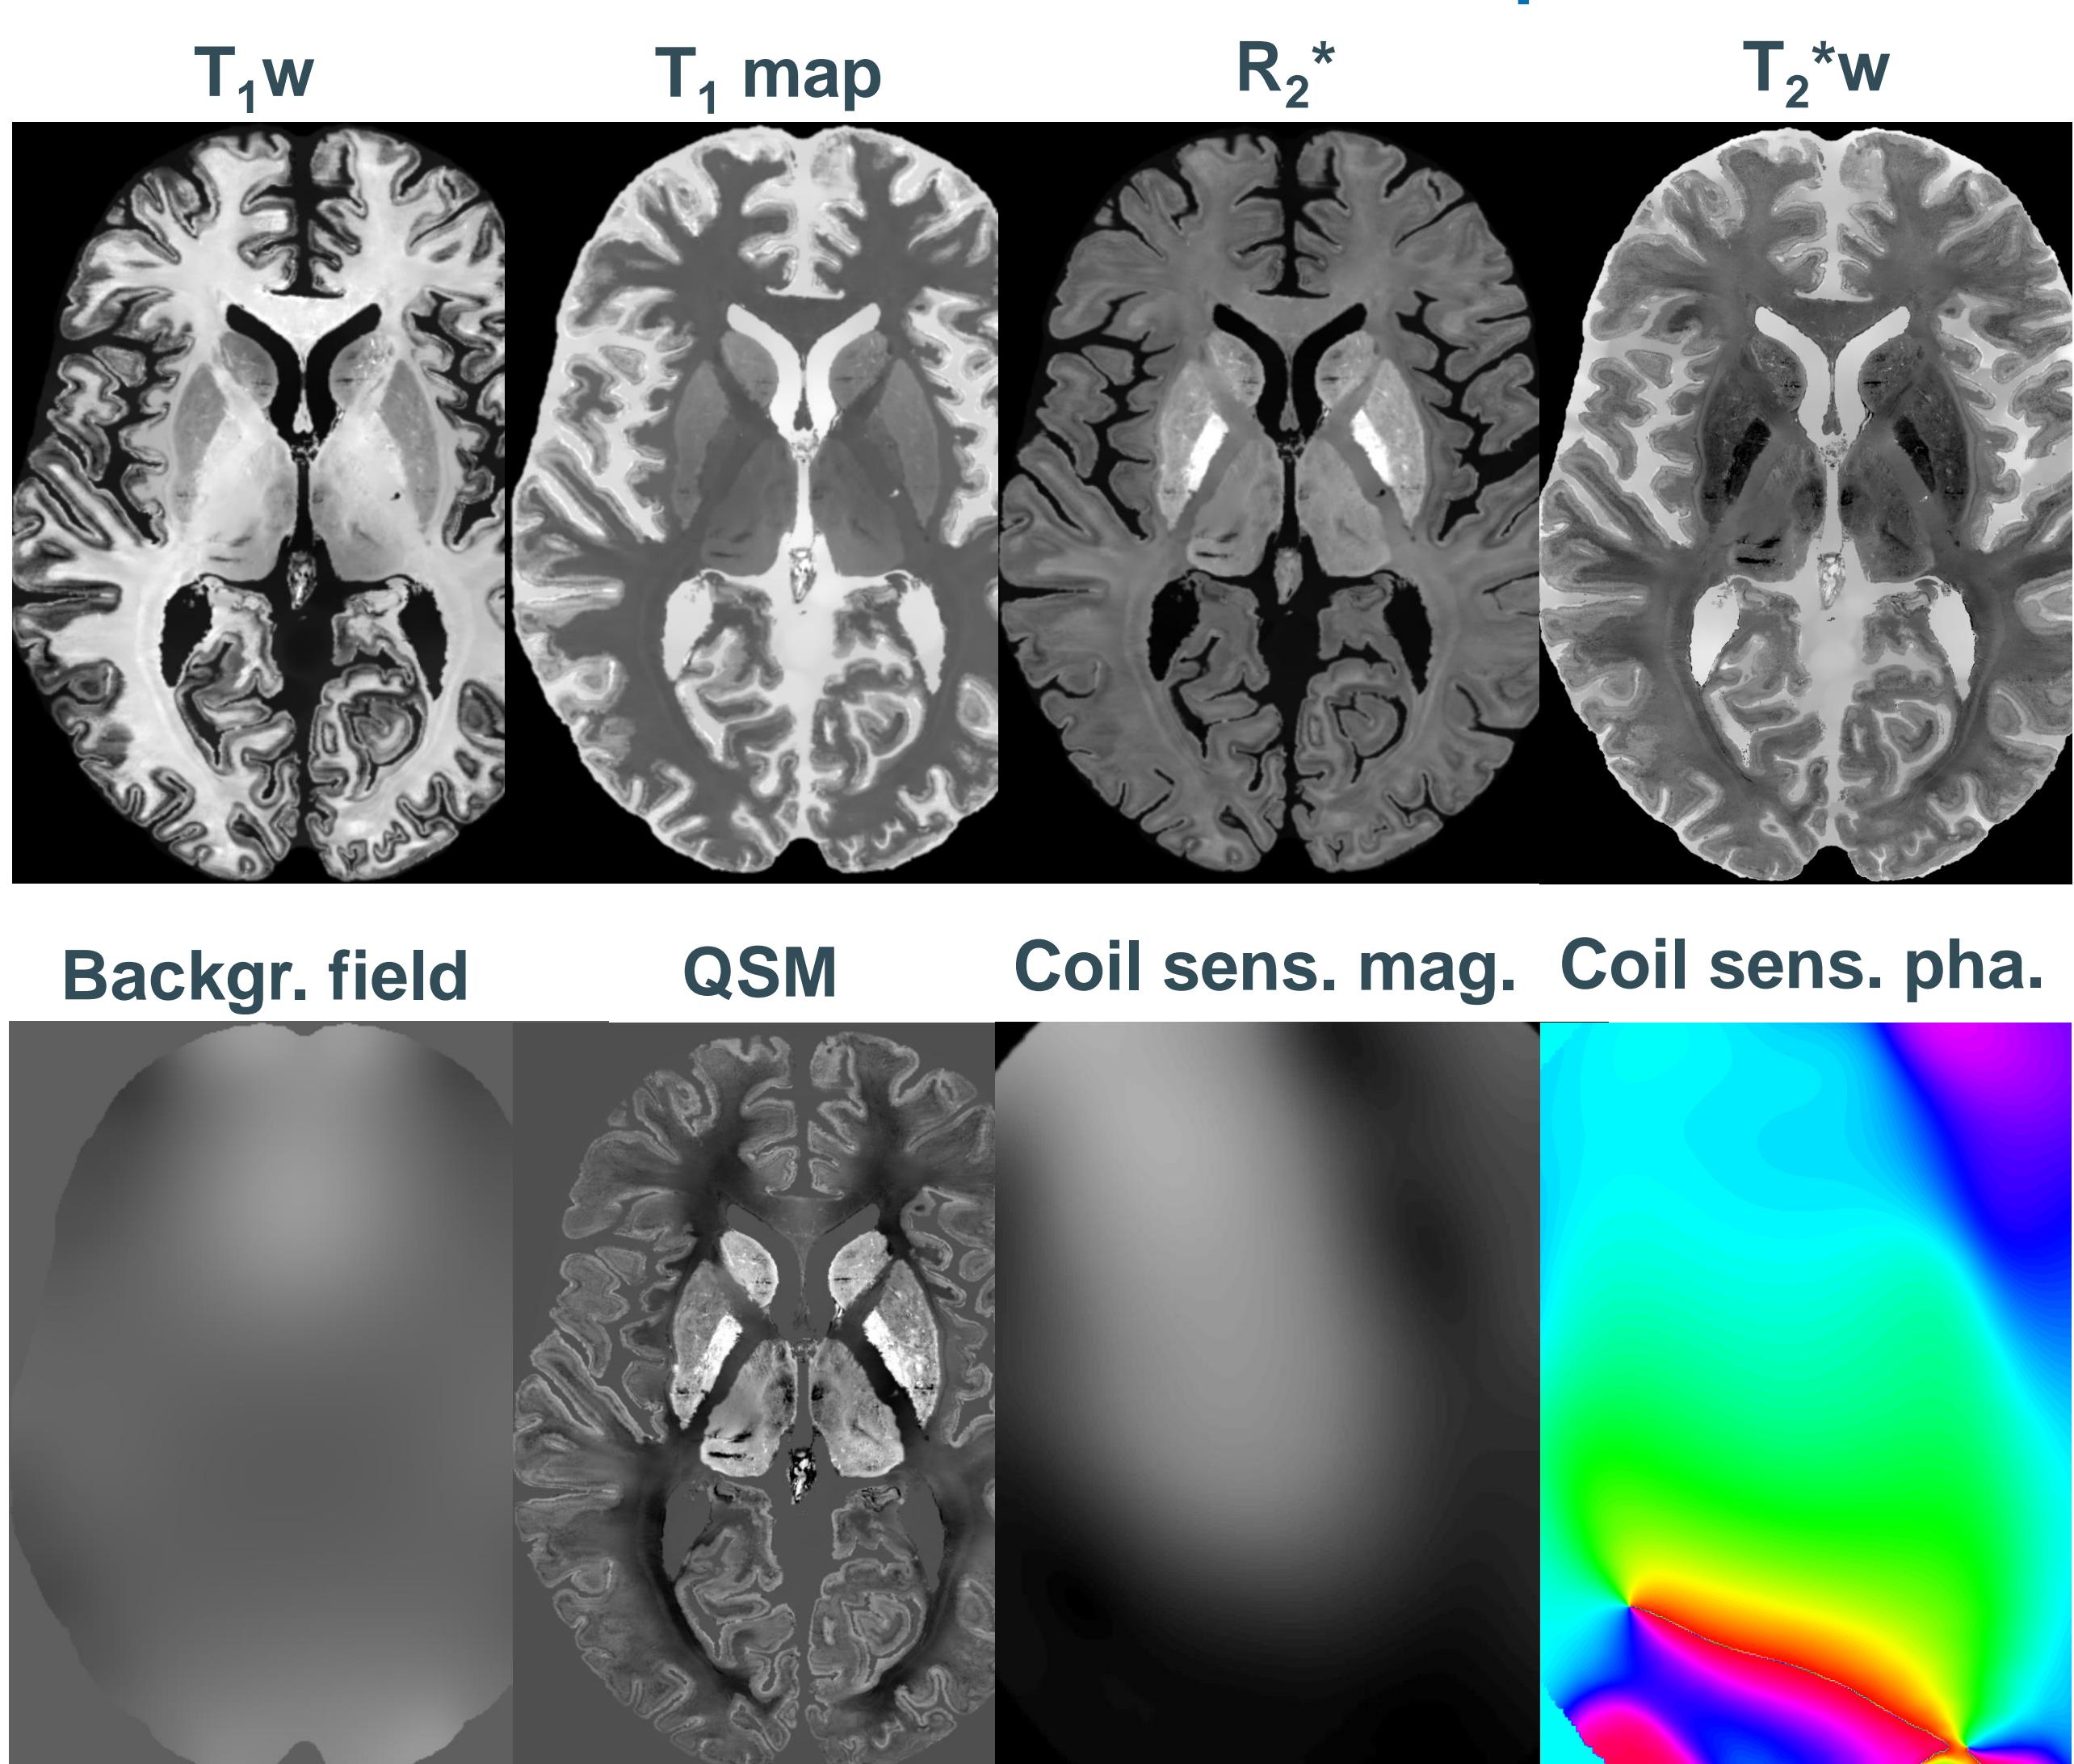 T₁w
T₁ map
R₂*
T₂*w
Backgr. field
QSM
Coil sens. mag.
Coil sens. pha.